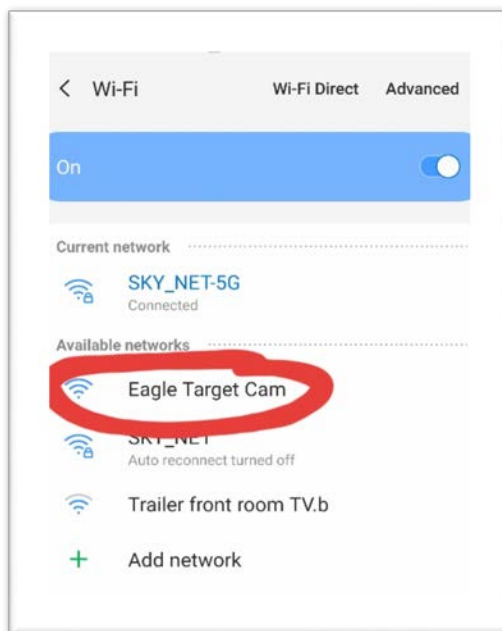 Wi-Fi Wi-Fi Direct Advanced
On
Current network
SKY_NET-5G
Connected
Available networks
Eagle Target Cam
SKY_NET
Auto reconnect turned off
Trailer front room TV.b
Add network